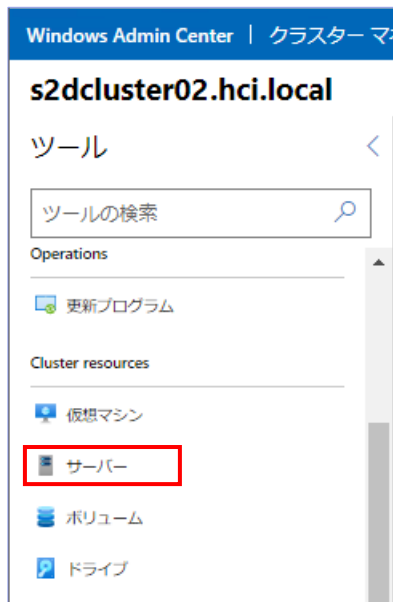 Windows Admin Center | クラスター マ
s2dcluster02.hci.local
ツール
ツールの検索
Operations
更新プログラム
Cluster resources
仮想マシン
サーバー
ボリューム
ドライブ